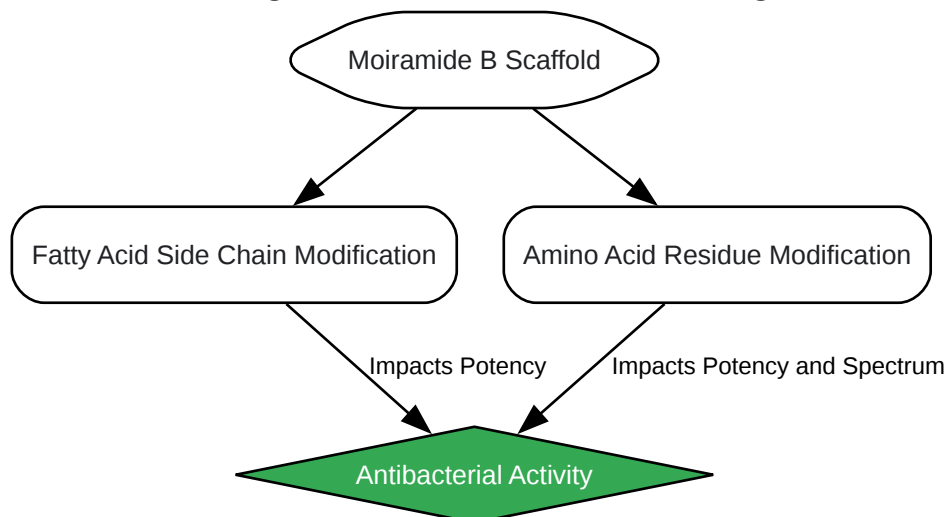 Moiramide B Scaffold
Fatty Acid Side Chain Modification
Amino Acid Residue Modification
Impacts Potency
Impacts Potency and Spectrum
Antibacterial Activity